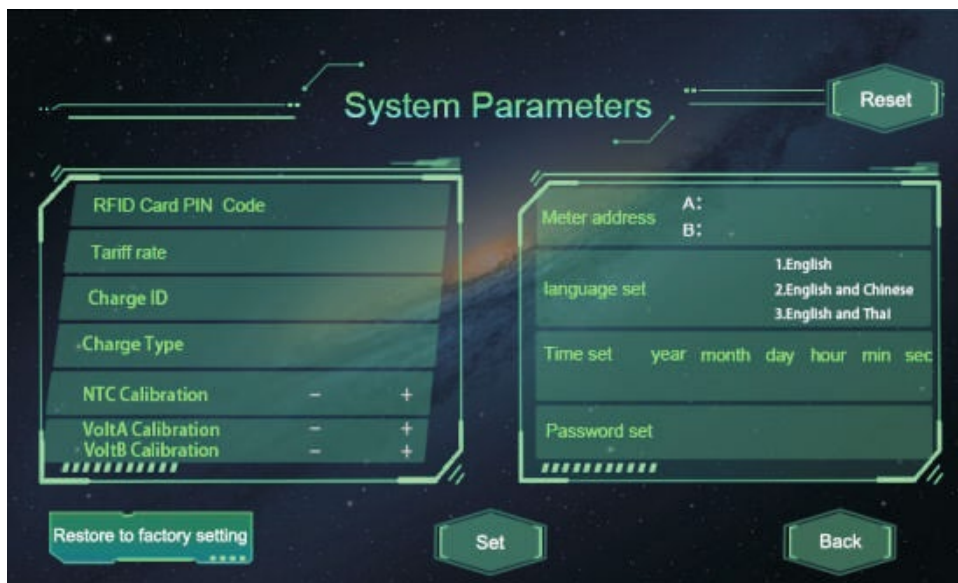 System Parameters
Reset
RFID Card PIN Code
Tariff rate
Charge ID
Charge Type
NTC Calibration - +
VoltA Calibration - +
VoltB Calibration - +
Meter address A:
B:
language set 1.English
2.English and Chinese
3.English and Thai
Time set year month day hour min sec
Password set
Restore to factory setting
Set
Back